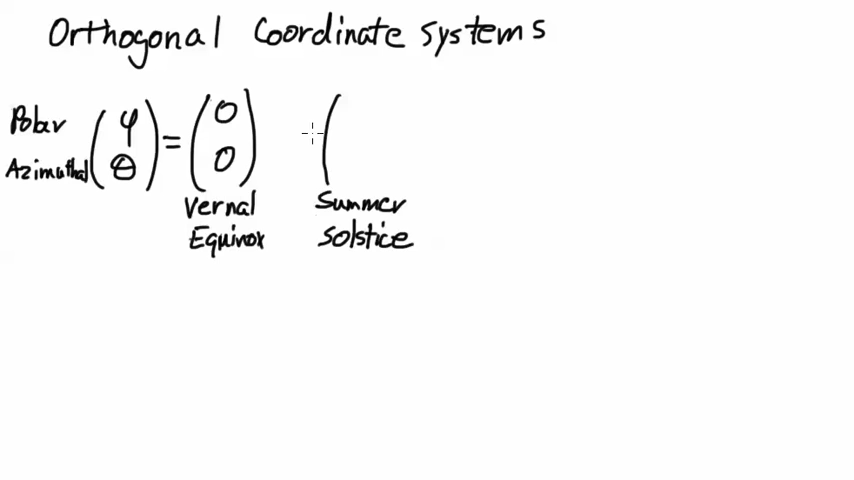 Orthogonal Coordinate systems
Polar (φ) = (0) (
Azimuthal (θ) (0)
Vernal Summer
Equinox solstice